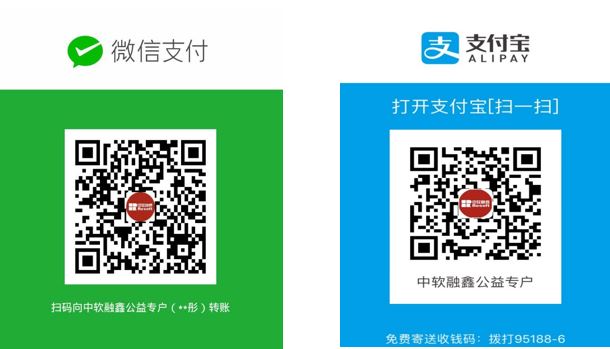 微信支付
扫码向中软融鑫公益专户（**彤）转账
支付宝
ALIPAY
打开支付宝[扫一扫]
中软融鑫公益专户
免费寄送收钱码：拨打95188-6